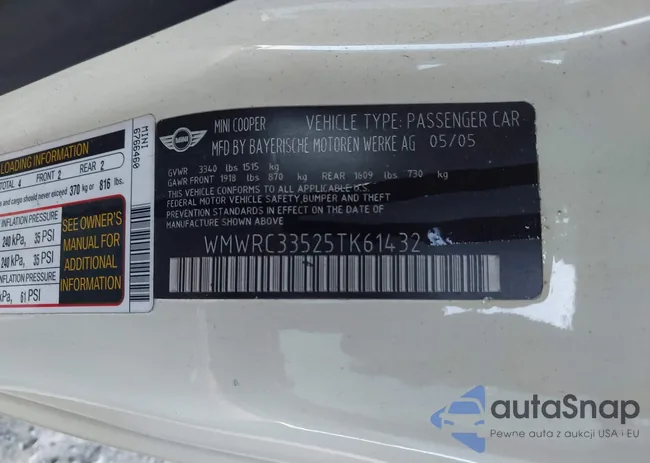 MINI
6766460
LOADING INFORMATION
TOTAL 4 FRONT 2 REAR 2
and cargo should never exceed 370 kg or 816 lbs.
INFLATION PRESSURE
240 kPa, 35 PSI
240 kPa, 35 PSI
INFLATION PRESSURE
kPa, 61 PSI
SEE OWNER'S
MANUAL FOR
ADDITIONAL
INFORMATION
MINI
MINI COOPER VEHICLE TYPE: PASSENGER CAR
MFD BY BAYERISCHE MOTOREN WERKE AG 05/05
GVWR 3340 lbs 1515 kg
GAWR FRONT 1918 lbs 870 kg REAR 1609 lbs 730 kg
THIS VEHICLE CONFORMS TO ALL APPLICABLE U.S.
FEDERAL MOTOR VEHICLE SAFETY, BUMPER AND THEFT
PREVENTION STANDARDS IN EFFECT ON THE DATE OF
MANUFACTURE SHOWN ABOVE
WMWRC33525TK61432
autaSnap
Pewne auta z aukcji USA i EU